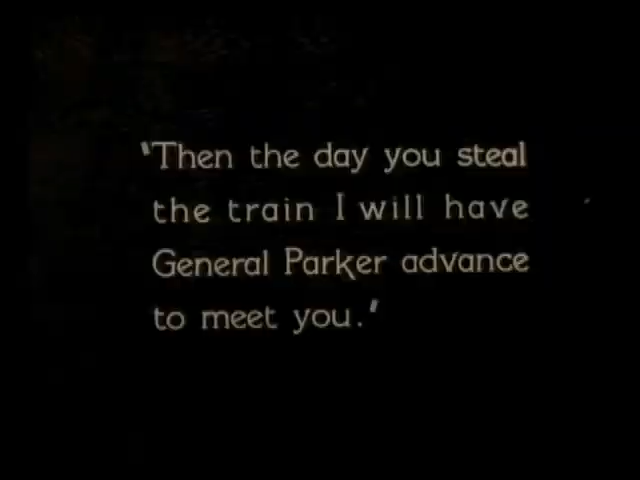 "Then the day you steal
the train I will have
General Parker advance
to meet you."